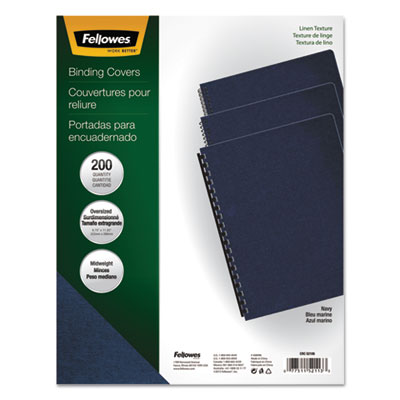 Fellowes
WORK BETTER
Binding Covers
Couvertures pour
reliure
Portadas para
encuadernado
200
QUANTITY
QUANTITÉ
CANTIDAD
Oversized
Surdimensionné
Tamaño extragrande
Midweight
Minces
Peso mediano
Linen Texture
Texture de linge
Textura de lino
Navy
Bleu marine
Azul marino
Fellowes